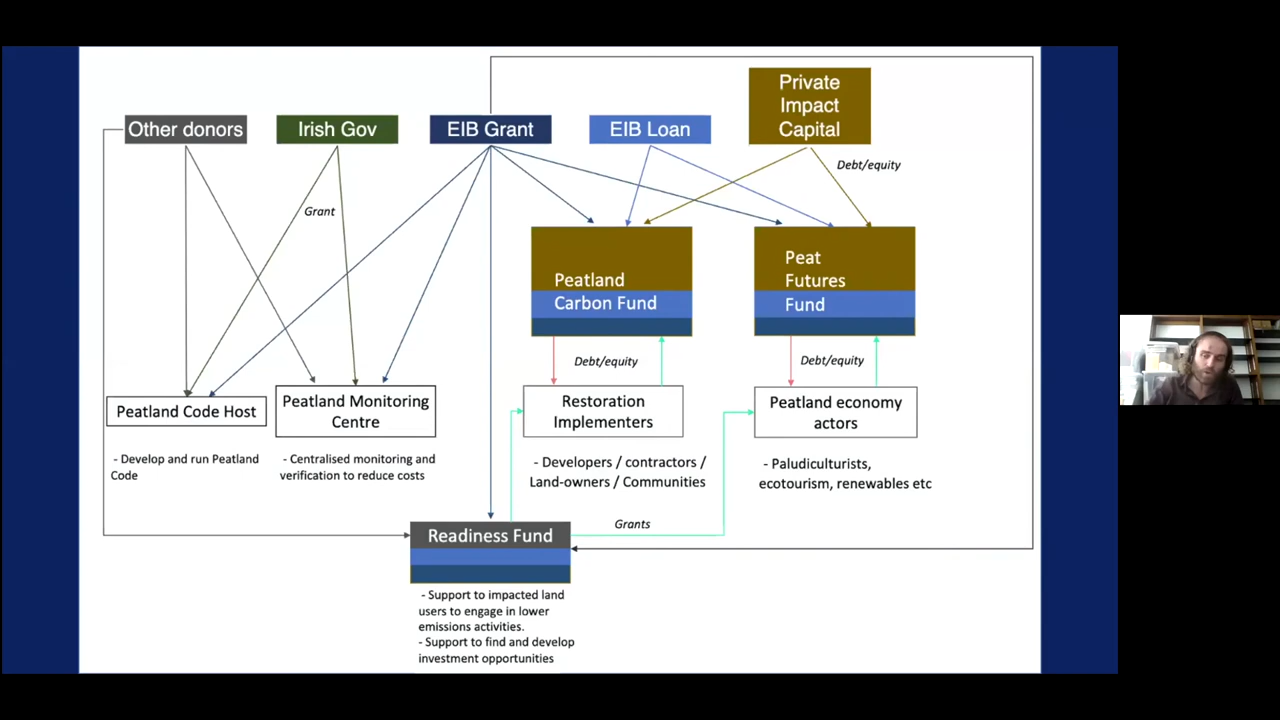 Private
Impact
Capital
Other donors
Irish Gov
EIB Grant
EIB Loan
Debt/equity
Grant
Peatland
Carbon Fund
Peat
Futures
Fund
Debt/equity
Debt/equity
Peatland Code Host
Peatland Monitoring
Centre
Restoration
Implementers
Peatland economy
actors
- Develop and run Peatland
Code
- Centralised monitoring and
verification to reduce costs
- Developers / contractors /
Land-owners / Communities
- Paludiculturists,
ecotourism, renewables etc
Readiness Fund
Grants
- Support to impacted land
users to engage in lower
emissions activities.
- Support to find and develop
investment opportunities